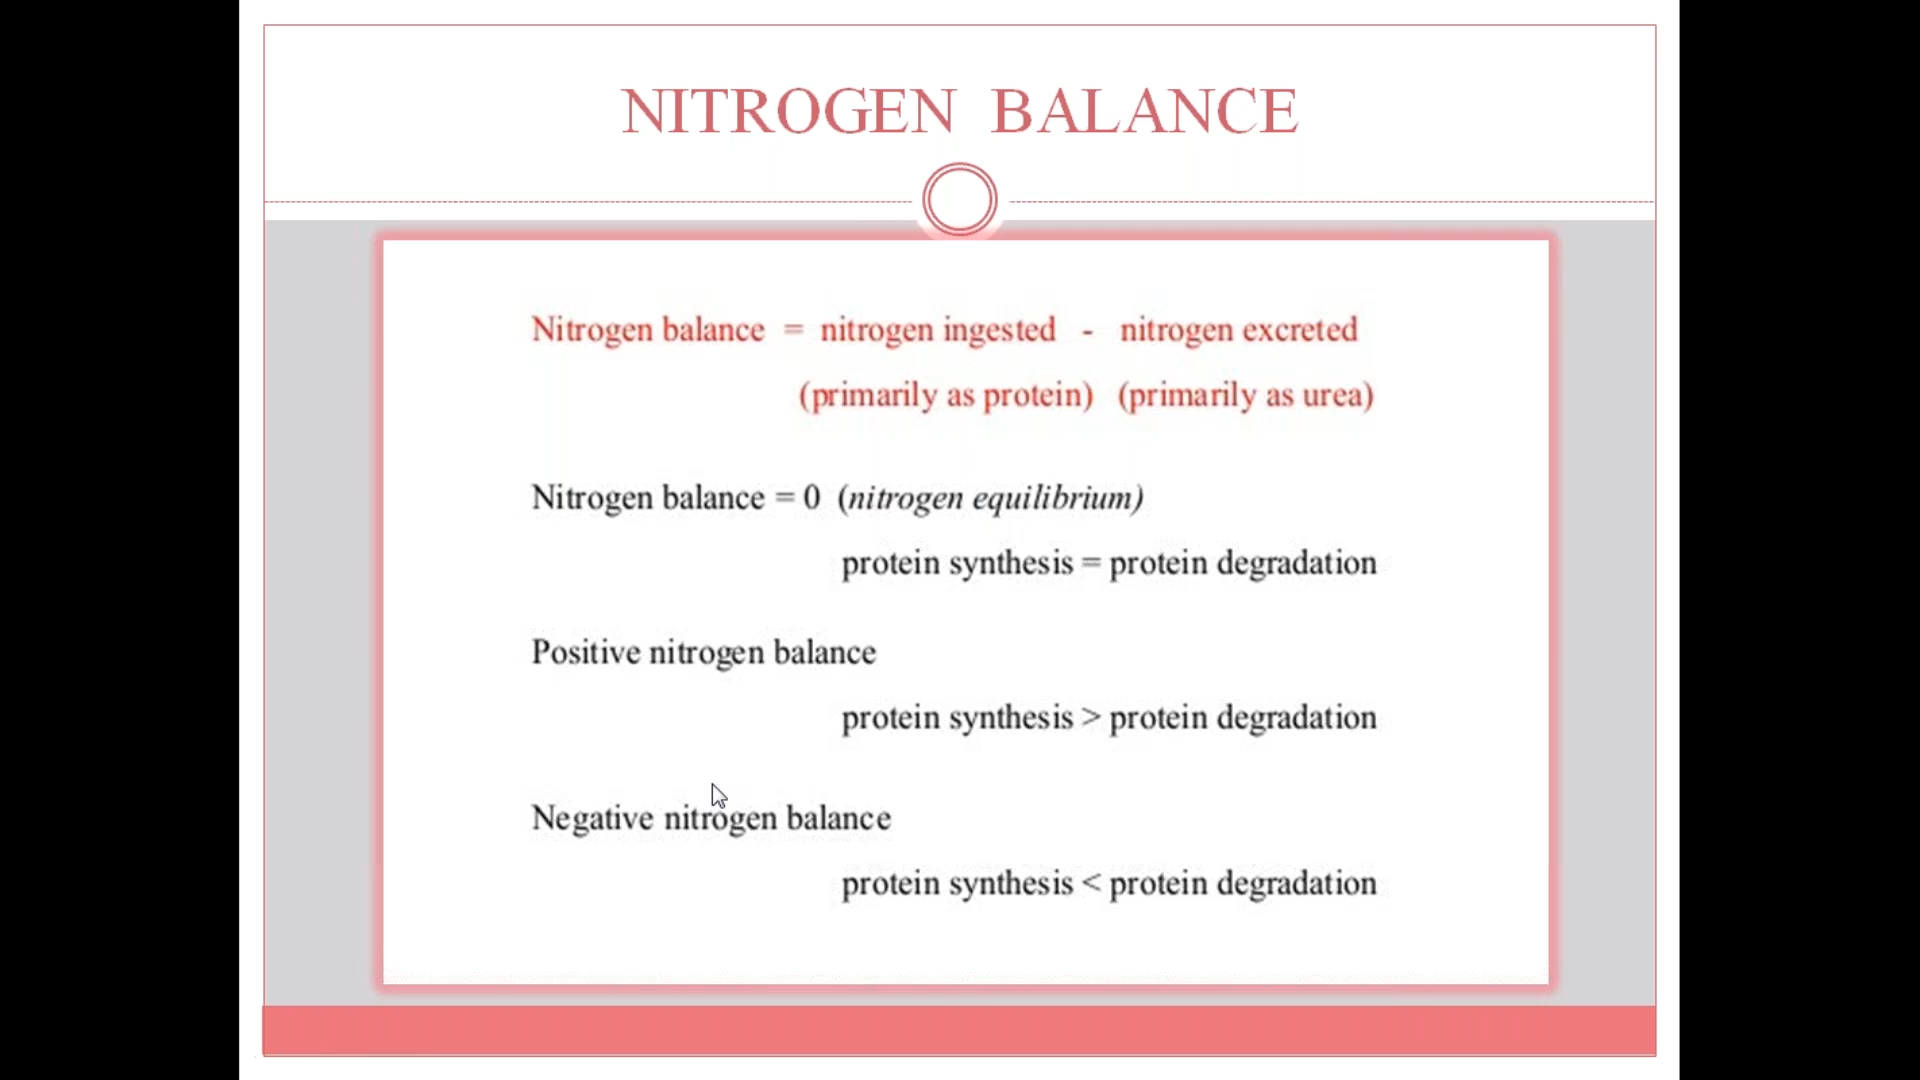 NITROGEN BALANCE
Nitrogen balance = nitrogen ingested - nitrogen excreted
(primarily as protein) (primarily as urea)
Nitrogen balance = 0 (nitrogen equilibrium)
protein synthesis = protein degradation
Positive nitrogen balance
protein synthesis > protein degradation
Negative nitrogen balance
protein synthesis < protein degradation